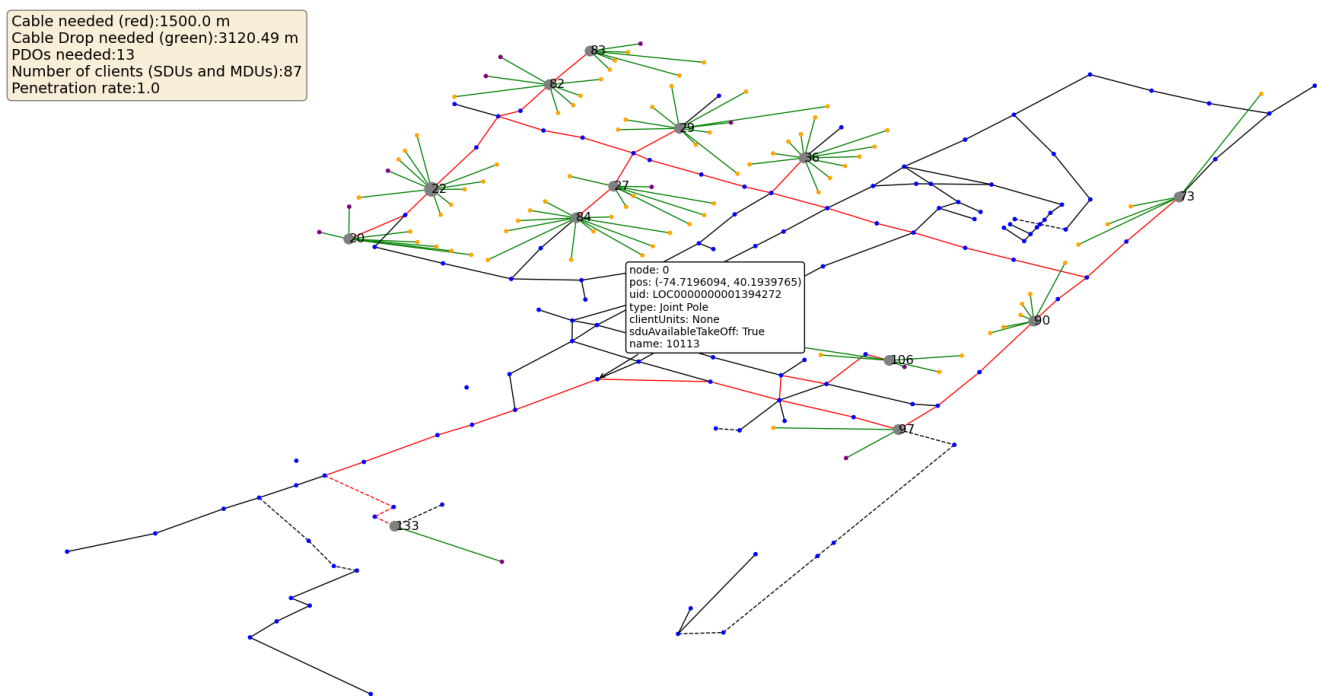 Cable needed (red):1500.0 m
Cable Drop needed (green):3120.49 m
PDOs needed:13
Number of clients (SDUs and MDUs):87
Penetration rate:1.0
83
82
29
36
22
27
73
84
20
node: 0
pos: (-74.7196094, 40.1939765)
uid: LOC0000000001394272
type: Joint Pole
clientUnits: None
sduAvailableTakeOff: True
name: 10113
90
106
97
133